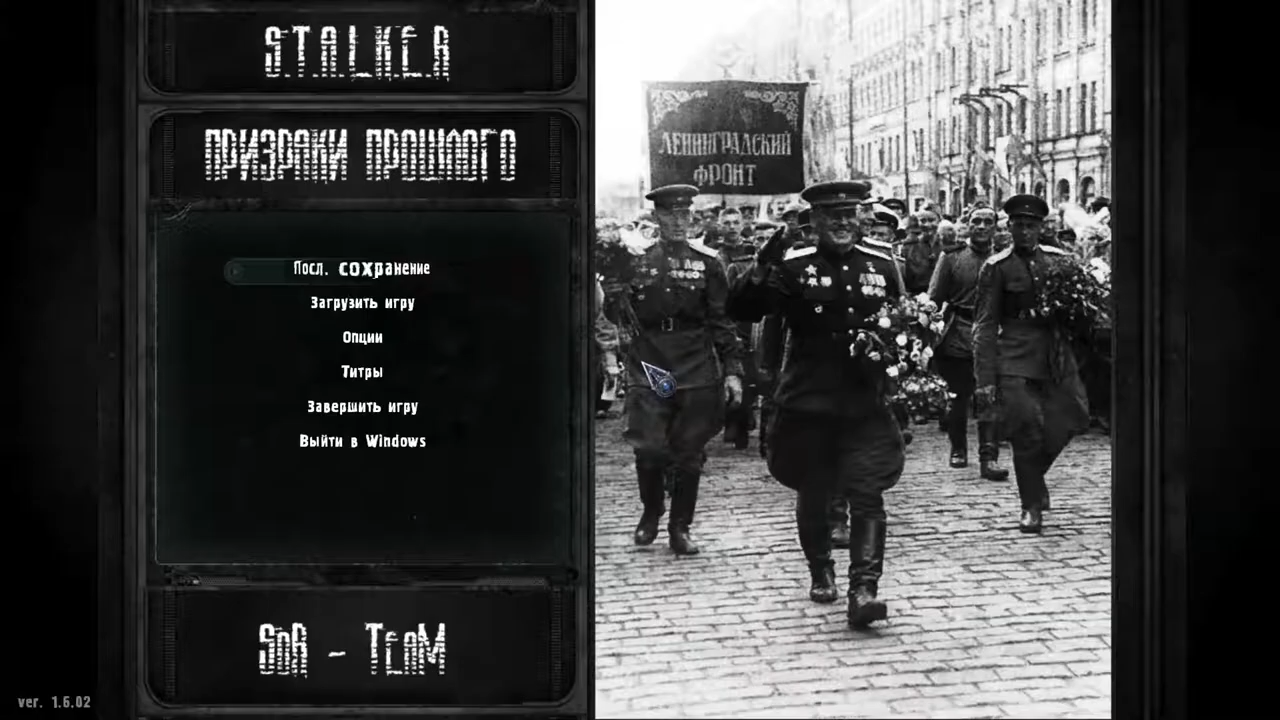 S.T.A.L.K.E.R
ПРИЗРАКИ ПРОШЛОГО
Посл. сохранение
Загрузить игру
Опции
Титры
Завершить игру
Выйти в Windows
SoR - TeaM
ver. 1.6.02
ЛЕНИНГРАДСКИЙ
ФРОНТ